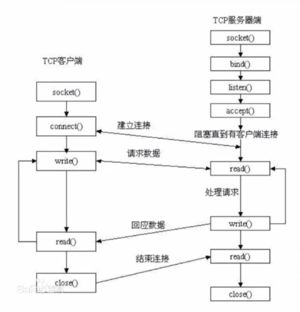 TCP服务器端
socket()
bind()
TCP客户端
listen()
socket()
accept()
connect()
建立连接
阻塞直到有客户端连接
write()
请求数据
read()
处理请求
回应数据
write()
read()
结束连接
read()
close()
close()